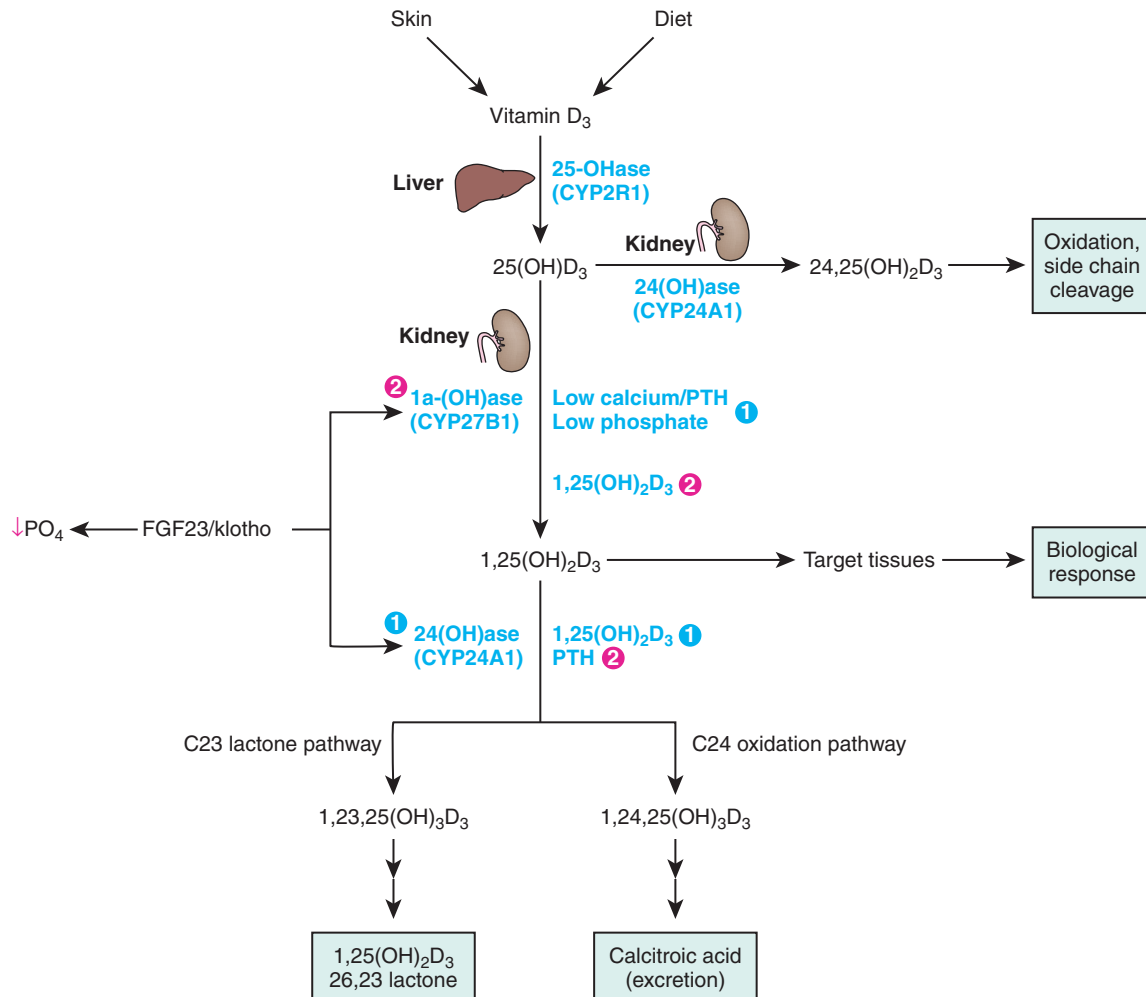 Skin
Diet
Vitamin D3
Liver
25-OHase
(CYP2R1)
Kidney
25(OH)D3
24,25(OH)2D3
Oxidation,
side chain
cleavage
24(OH)ase
(CYP24A1)
Kidney
2
1a-(OH)ase
(CYP27B1)
Low calcium/PTH
Low phosphate
1
1,25(OH)2D3 2
↓PO4
FGF23/klotho
1,25(OH)2D3
Target tissues
Biological
response
1
24(OH)ase
(CYP24A1)
1,25(OH)2D3 1
PTH 2
C23 lactone pathway
C24 oxidation pathway
1,23,25(OH)3D3
1,24,25(OH)3D3
1,25(OH)2D3
26,23 lactone
Calcitroic acid
(excretion)